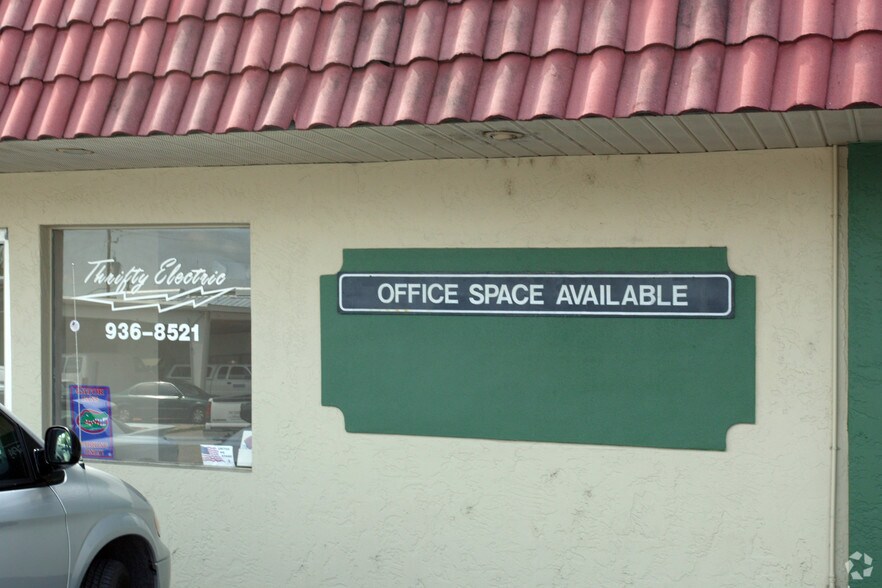 Thrifty Electric
936-8521
OFFICE SPACE AVAILABLE